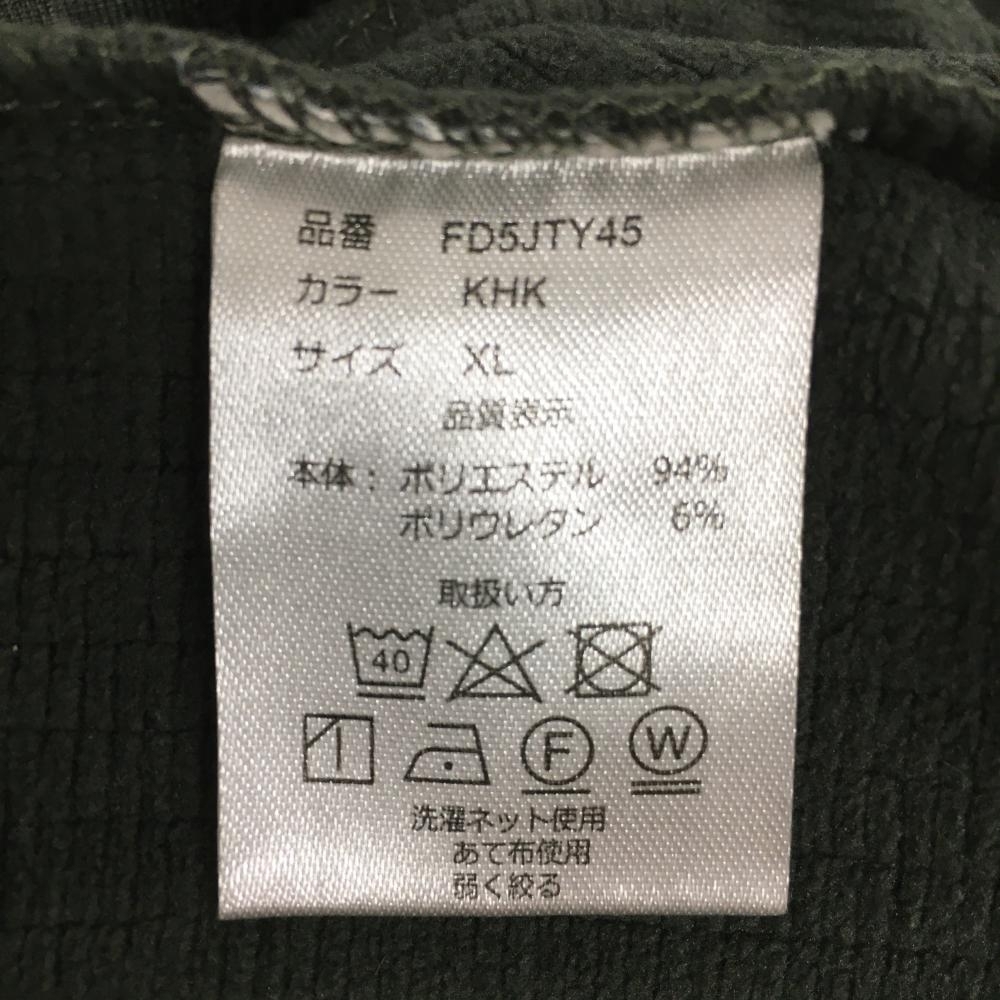 品番 FD5JTY45
カラー KHK
サイズ XL
品質表示
本体: ポリエステル 94%
ポリウレタン 6%
取扱い方
40
F W
洗濯ネット使用
あて布使用
弱く絞る